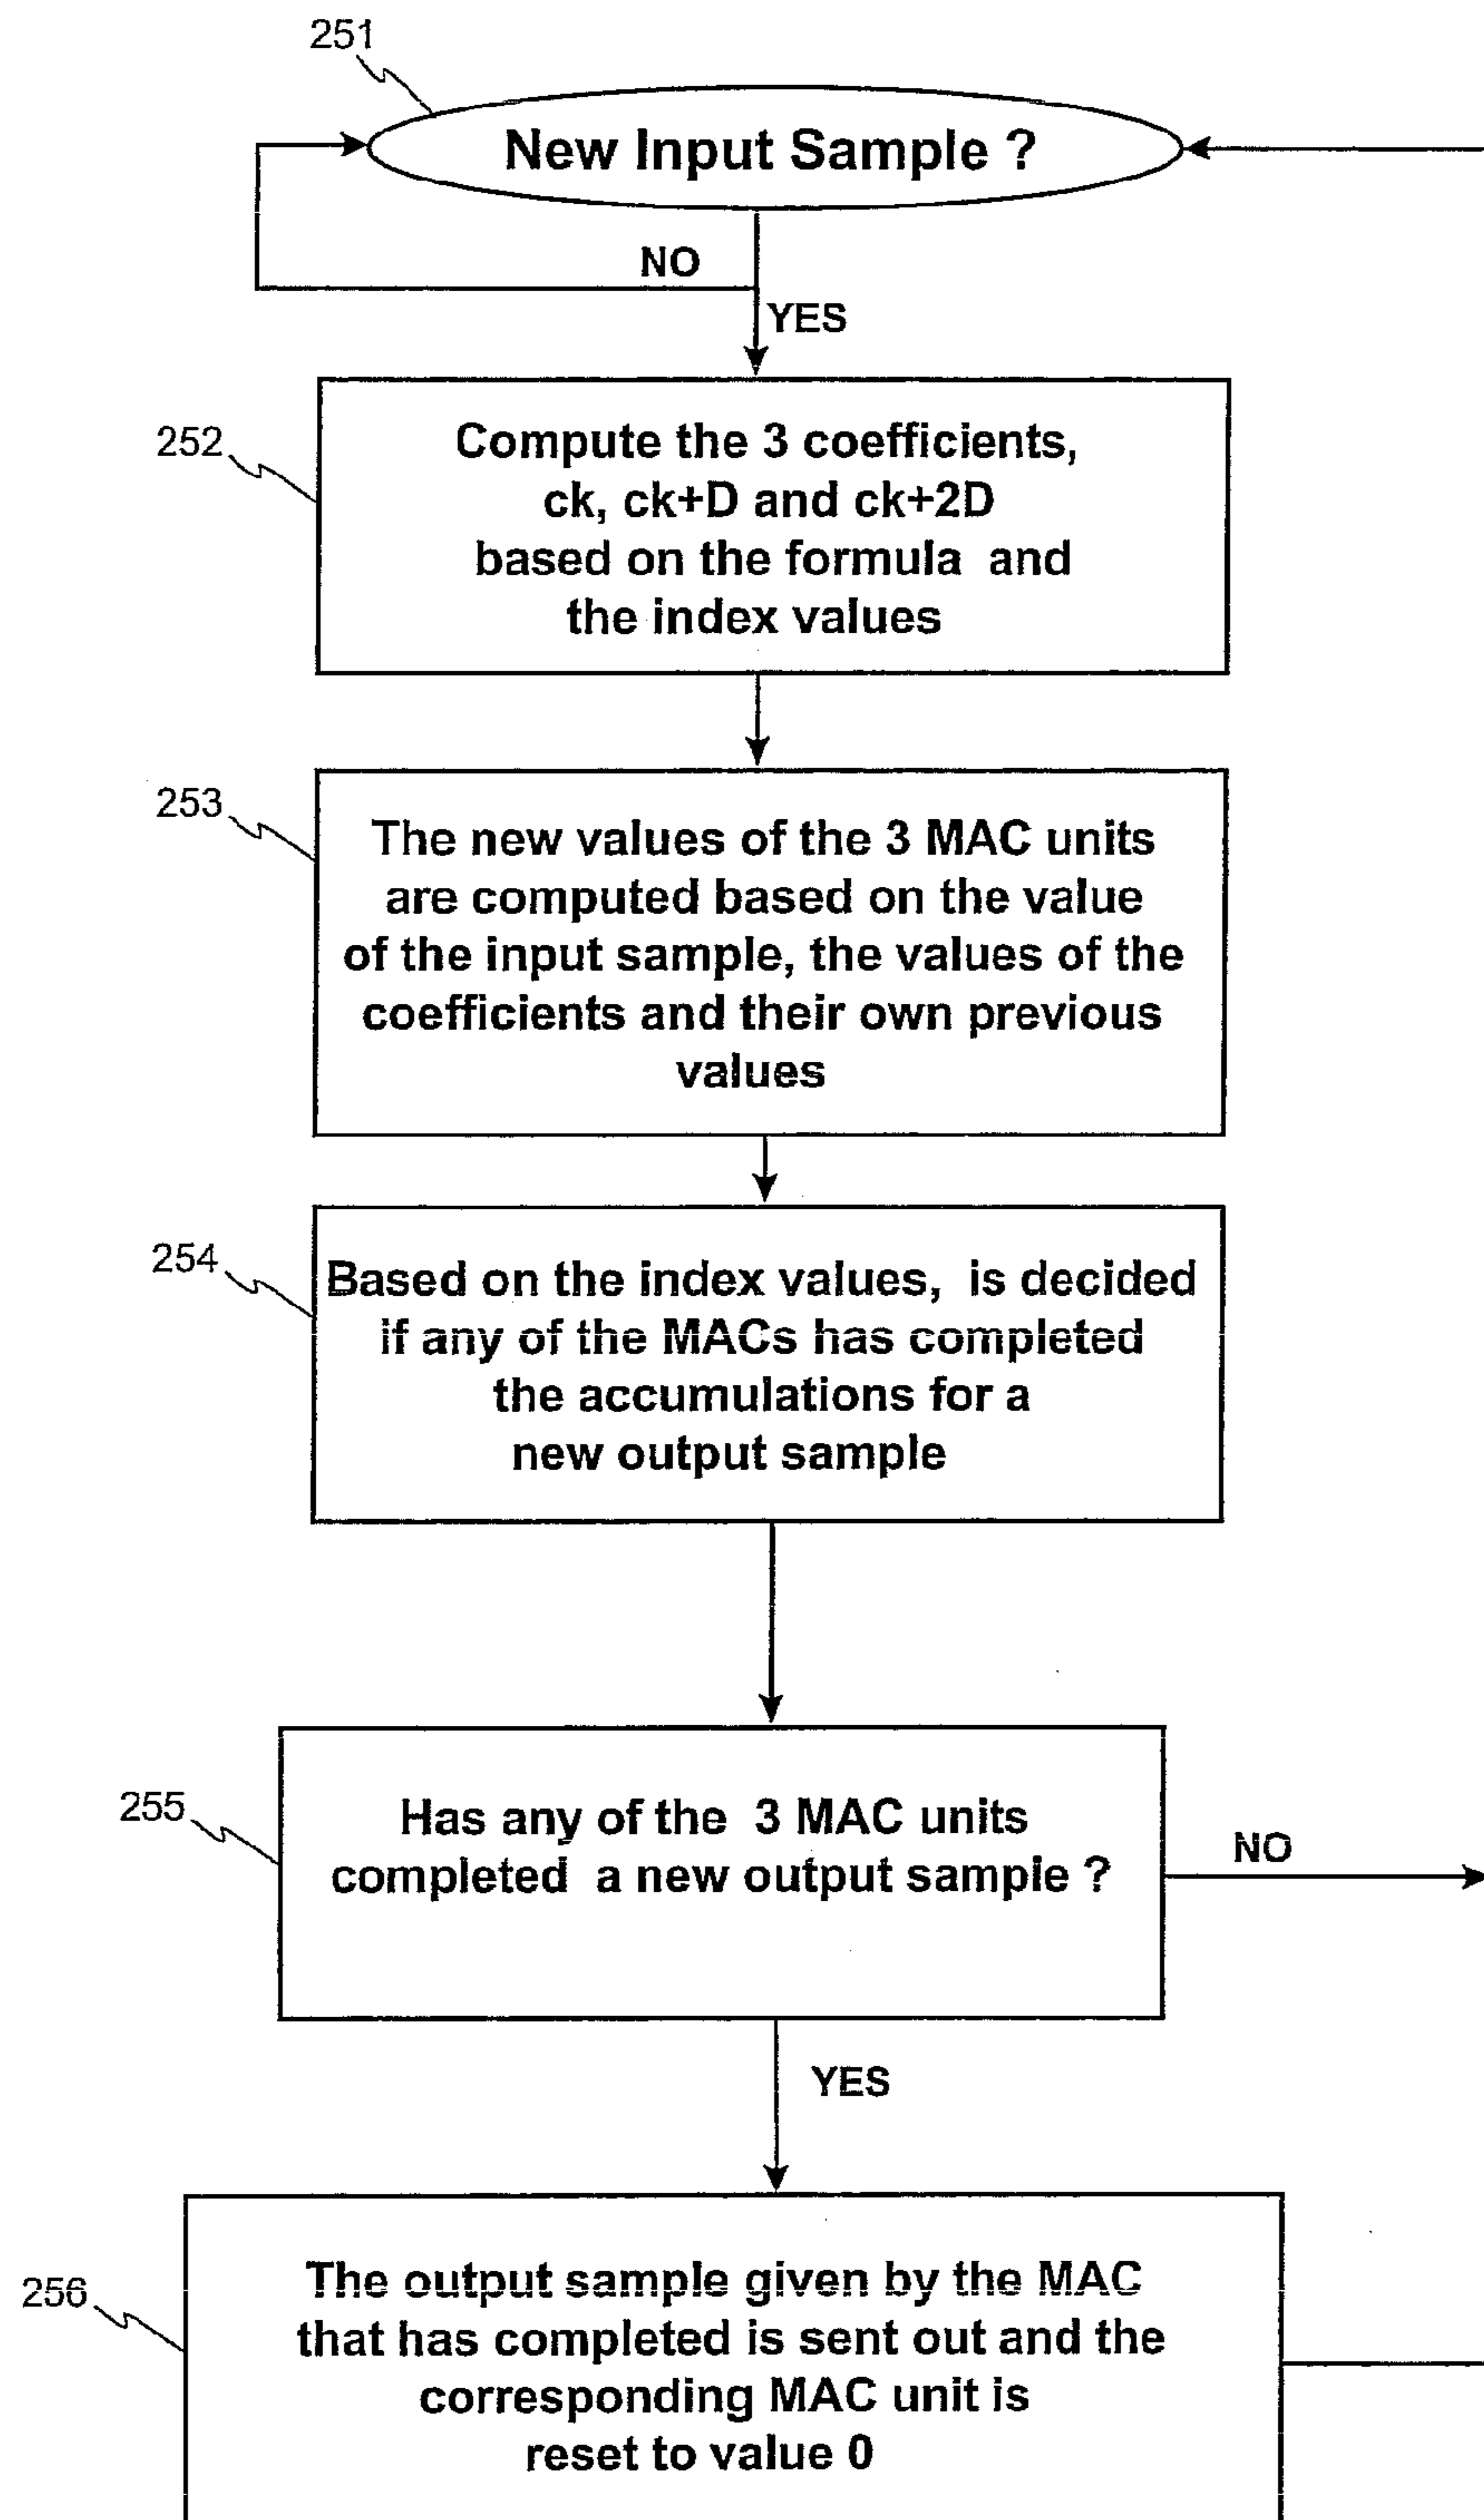 251
New Input Sample ?
NO
YES
252
Compute the 3 coefficients,
ck, ck+D and ck+2D
based on the formula and
the index values
253
The new values of the 3 MAC units
are computed based on the value
of the input sample, the values of the
coefficients and their own previous
values
254
Based on the index values, is decided
if any of the MACs has completed
the accumulations for a
new output sample
255
Has any of the 3 MAC units
completed a new output sample ?
NO
YES
256
The output sample given by the MAC
that has completed is sent out and the
corresponding MAC unit is
reset to value 0